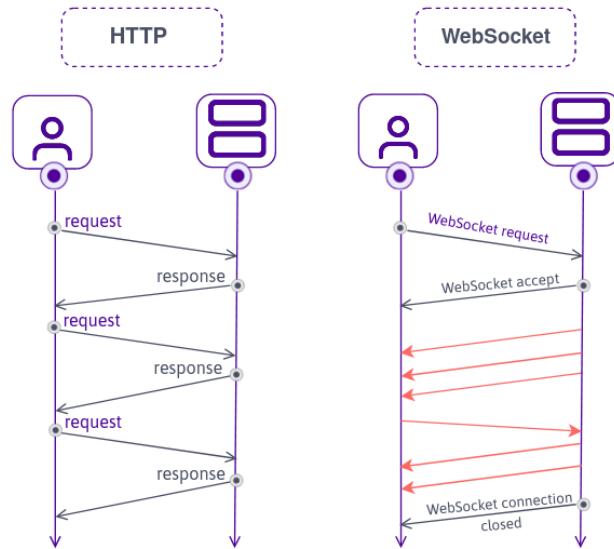 HTTP
WebSocket
request
response
request
response
request
response
WebSocket request
WebSocket accept
WebSocket connection
closed